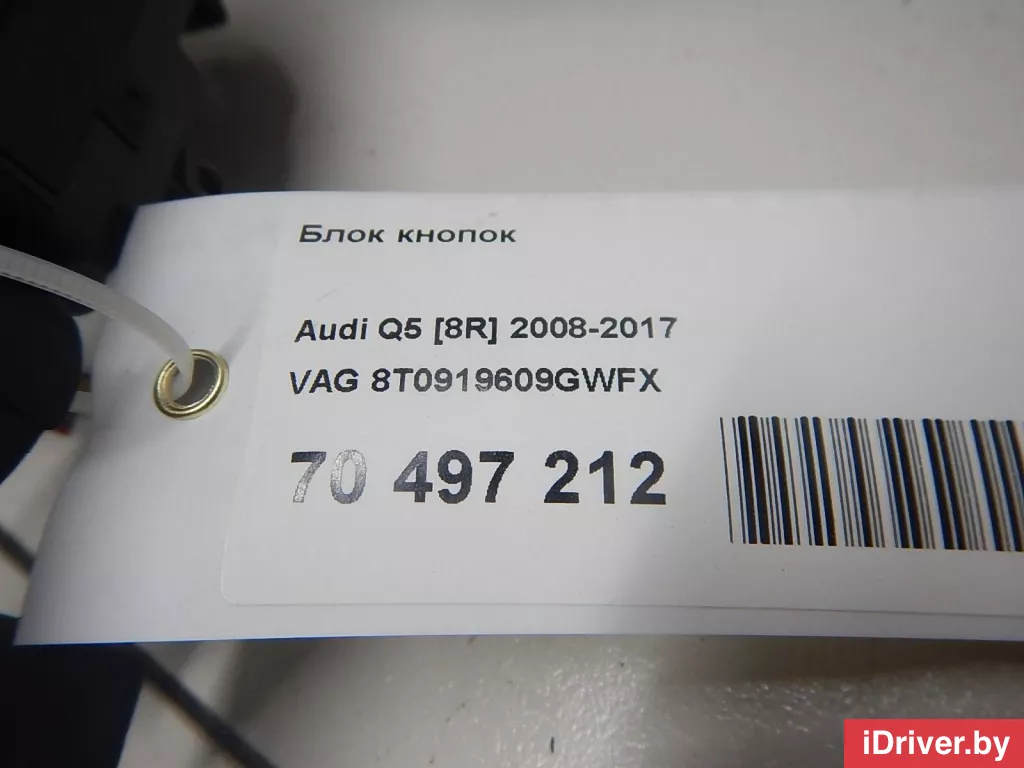 Блок кнопок
Audi Q5 [8R] 2008-2017
VAG 8T0919609GWFX
70 497 212
iDriver.by